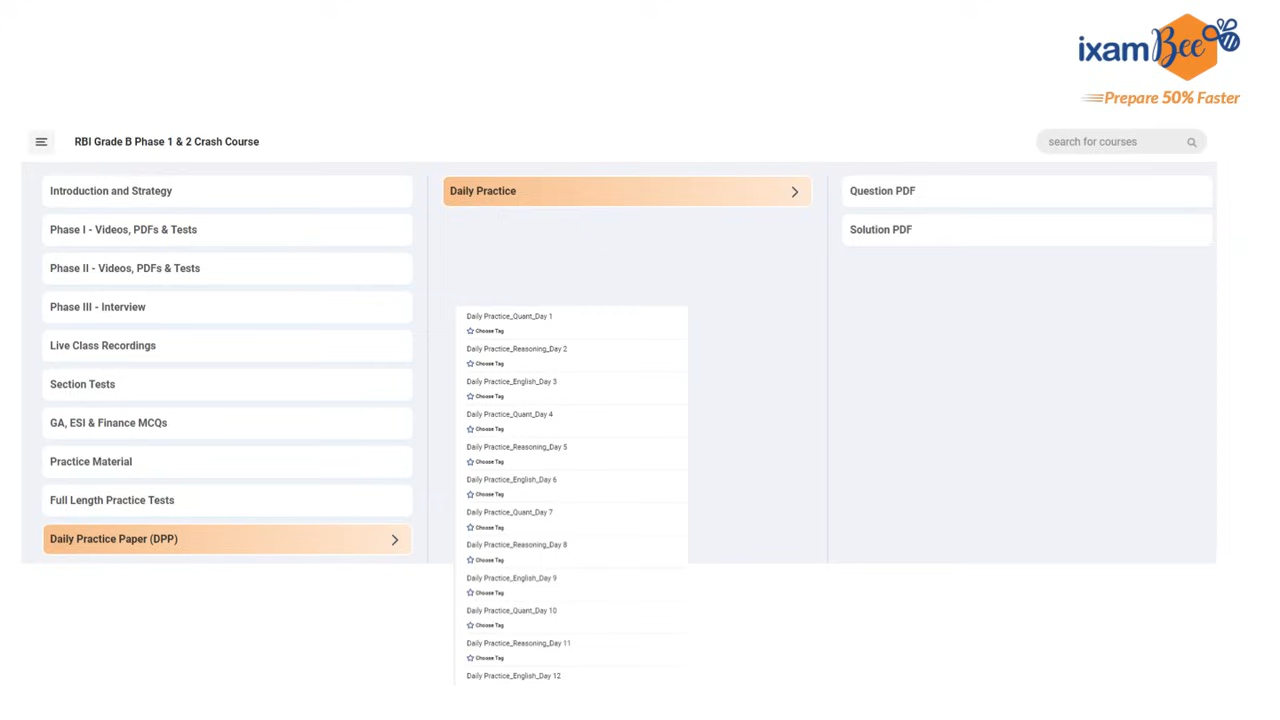 ixamBee
Prepare 50% Faster
RBI Grade B Phase 1 & 2 Crash Course
search for courses
Introduction and Strategy
Phase I - Videos, PDFs & Tests
Phase II - Videos, PDFs & Tests
Phase III - Interview
Live Class Recordings
Section Tests
GA, ESI & Finance MCQs
Practice Material
Full Length Practice Tests
Daily Practice Paper (DPP)
Daily Practice
Daily Practice_Quant_Day 1
Choose Tag
Daily Practice_Reasoning_Day 2
Choose Tag
Daily Practice_English_Day 3
Choose Tag
Daily Practice_Quant_Day 4
Choose Tag
Daily Practice_Reasoning_Day 5
Choose Tag
Daily Practice_English_Day 6
Choose Tag
Daily Practice_Quant_Day 7
Choose Tag
Daily Practice_Reasoning_Day 8
Choose Tag
Daily Practice_English_Day 9
Choose Tag
Daily Practice_Quant_Day 10
Choose Tag
Daily Practice_Reasoning_Day 11
Choose Tag
Daily Practice_English_Day 12
Question PDF
Solution PDF